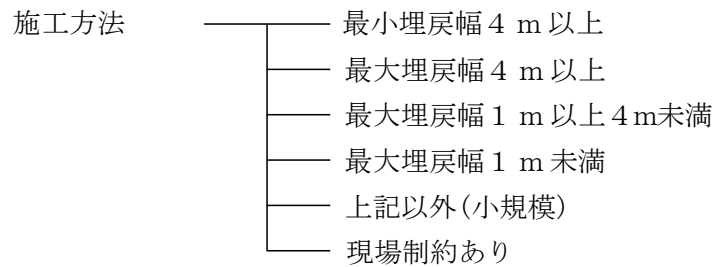 施工方法
最小埋戻幅4 m以上
最大埋戻幅4 m以上
最大埋戻幅1 m以上4m未満
最大埋戻幅1 m未満
上記以外(小規模)
現場制約あり